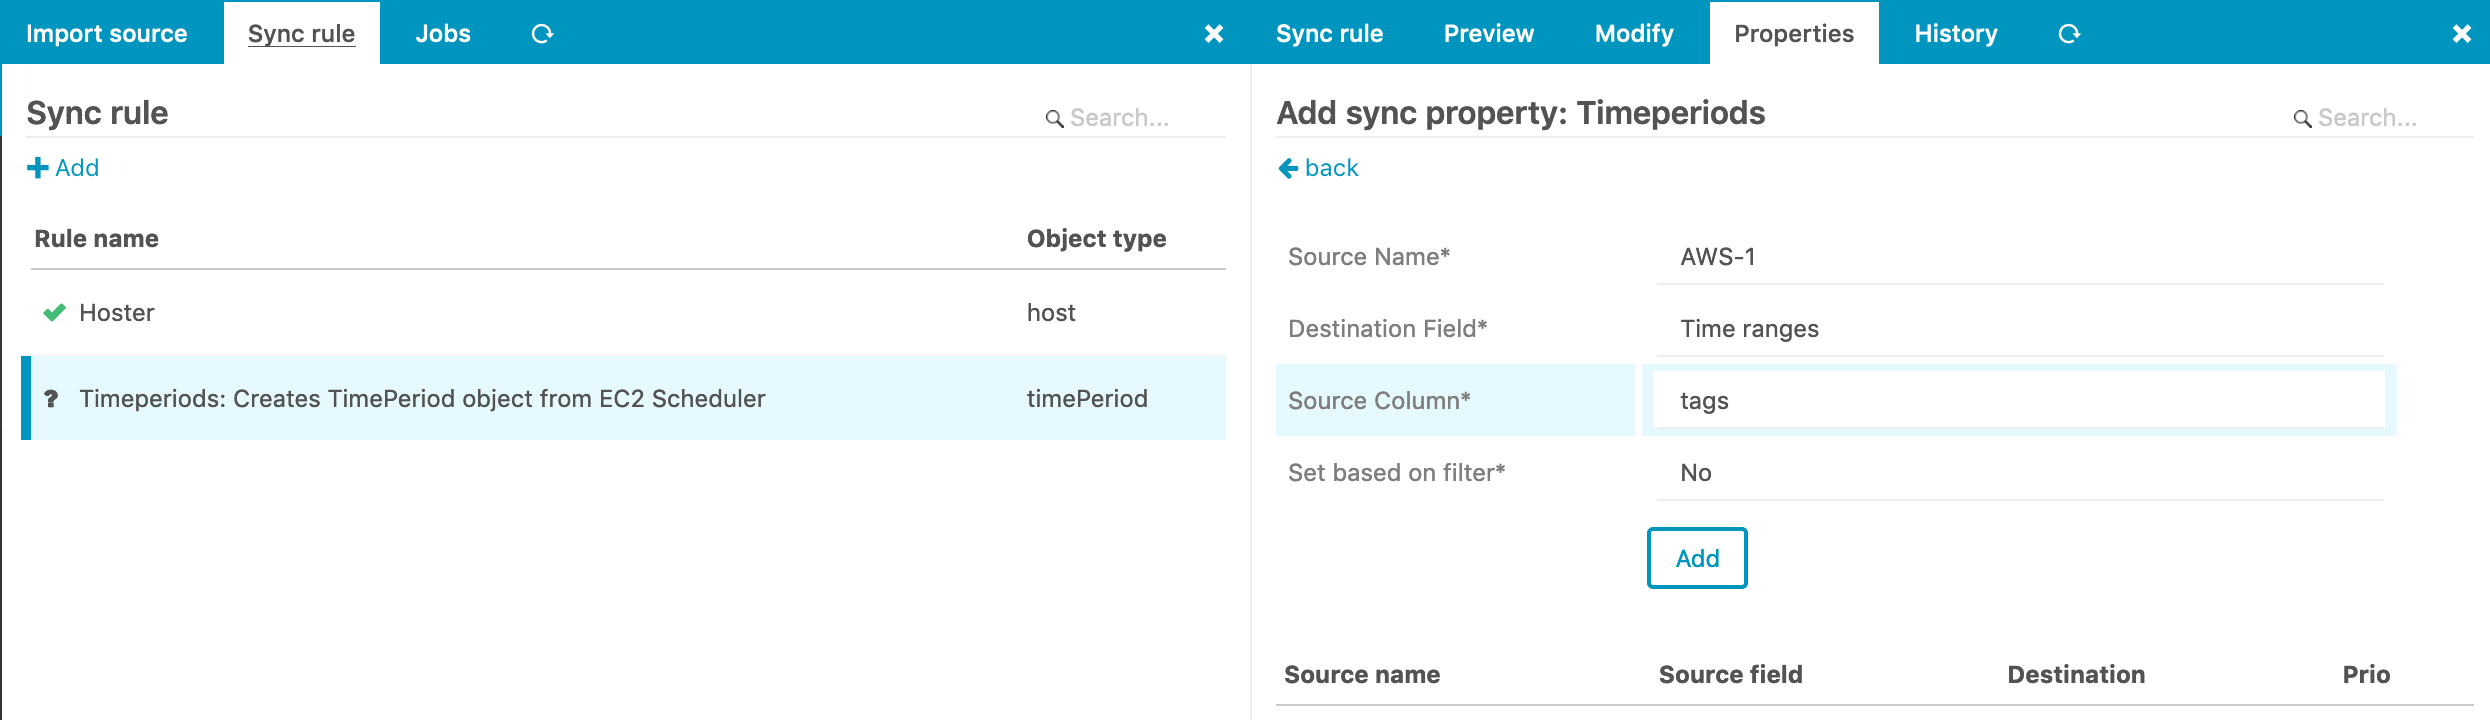 Import source Sync rule Jobs
Sync rule
Search...
Add
Rule name Object type
Hoster host
? Timeperiods: Creates TimePeriod object from EC2 Scheduler timePeriod
Sync rule Preview Modify Properties History
Add sync property: Timeperiods
Search...
back
Source Name* AWS-1
Destination Field* Time ranges
Source Column* tags
Set based on filter* No
Add
Source name Source field Destination Prio